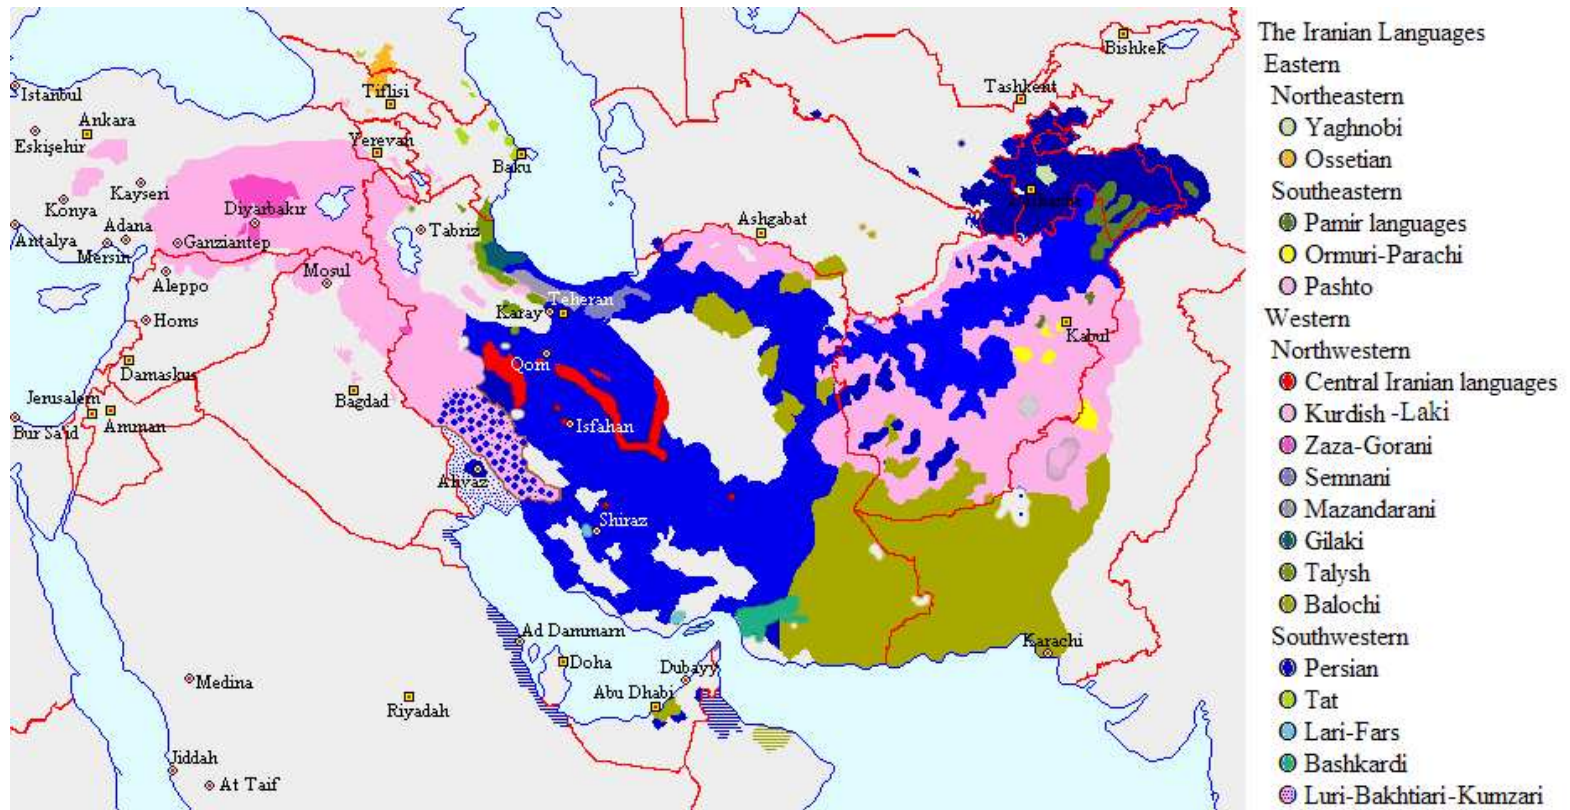 The Iranian Languages
Eastern
Northeastern
Yaghnobi
Ossetian
Southeastern
Pamir languages
Ormuri-Parachi
Pashto
Western
Northwestern
Central Iranian languages
Kurdish -Laki
Zaza-Gorani
Semnani
Mazandarani
Gilaki
Talysh
Balochi
Southwestern
Persian
Tat
Lari-Fars
Bashkardi
Luri-Bakhtiari-Kumzari
Bishkek
Tashkent
Istanbul
Tiflisi
Ankara
Eskişehir
Yerevan
Baku
Kayseri
Konya
Diyarbakır
Ashgabat
Antalya
Adana
Mersin
Ganziantep
Tabriz
Aleppo
Mosul
Karay
Teheran
Homs
Kabul
Damaskus
Qom
Jerusalem
Bagdad
Bur Sa'id
Amman
Isfahan
Ahvaz
Shiraz
Ad Dammarn
Karachi
Doha
Dubayy
Medina
Abu Dhabi
Riyadah
Jiddah
At Taif